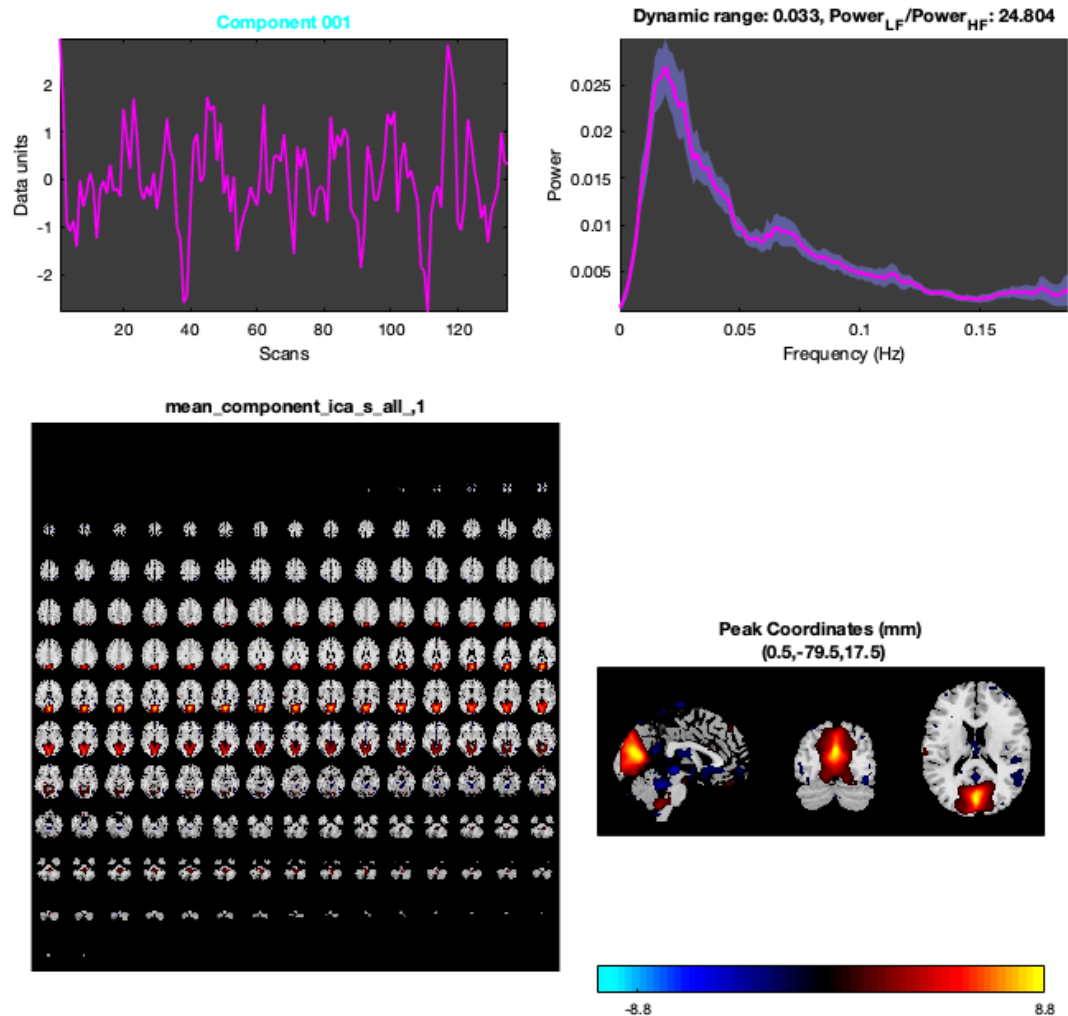 Component 001
Data units
2
1
0
-1
-2
20 40 60 80 100 120
Scans
Dynamic range: 0.033, PowerLF/PowerHF: 24.804
Power
0.025
0.02
0.015
0.01
0.005
0 0.05 0.1 0.15
Frequency (Hz)
mean_component_ica_s_all_,1
Peak Coordinates (mm)
(0.5,-79.5,17.5)
-8.8 8.8